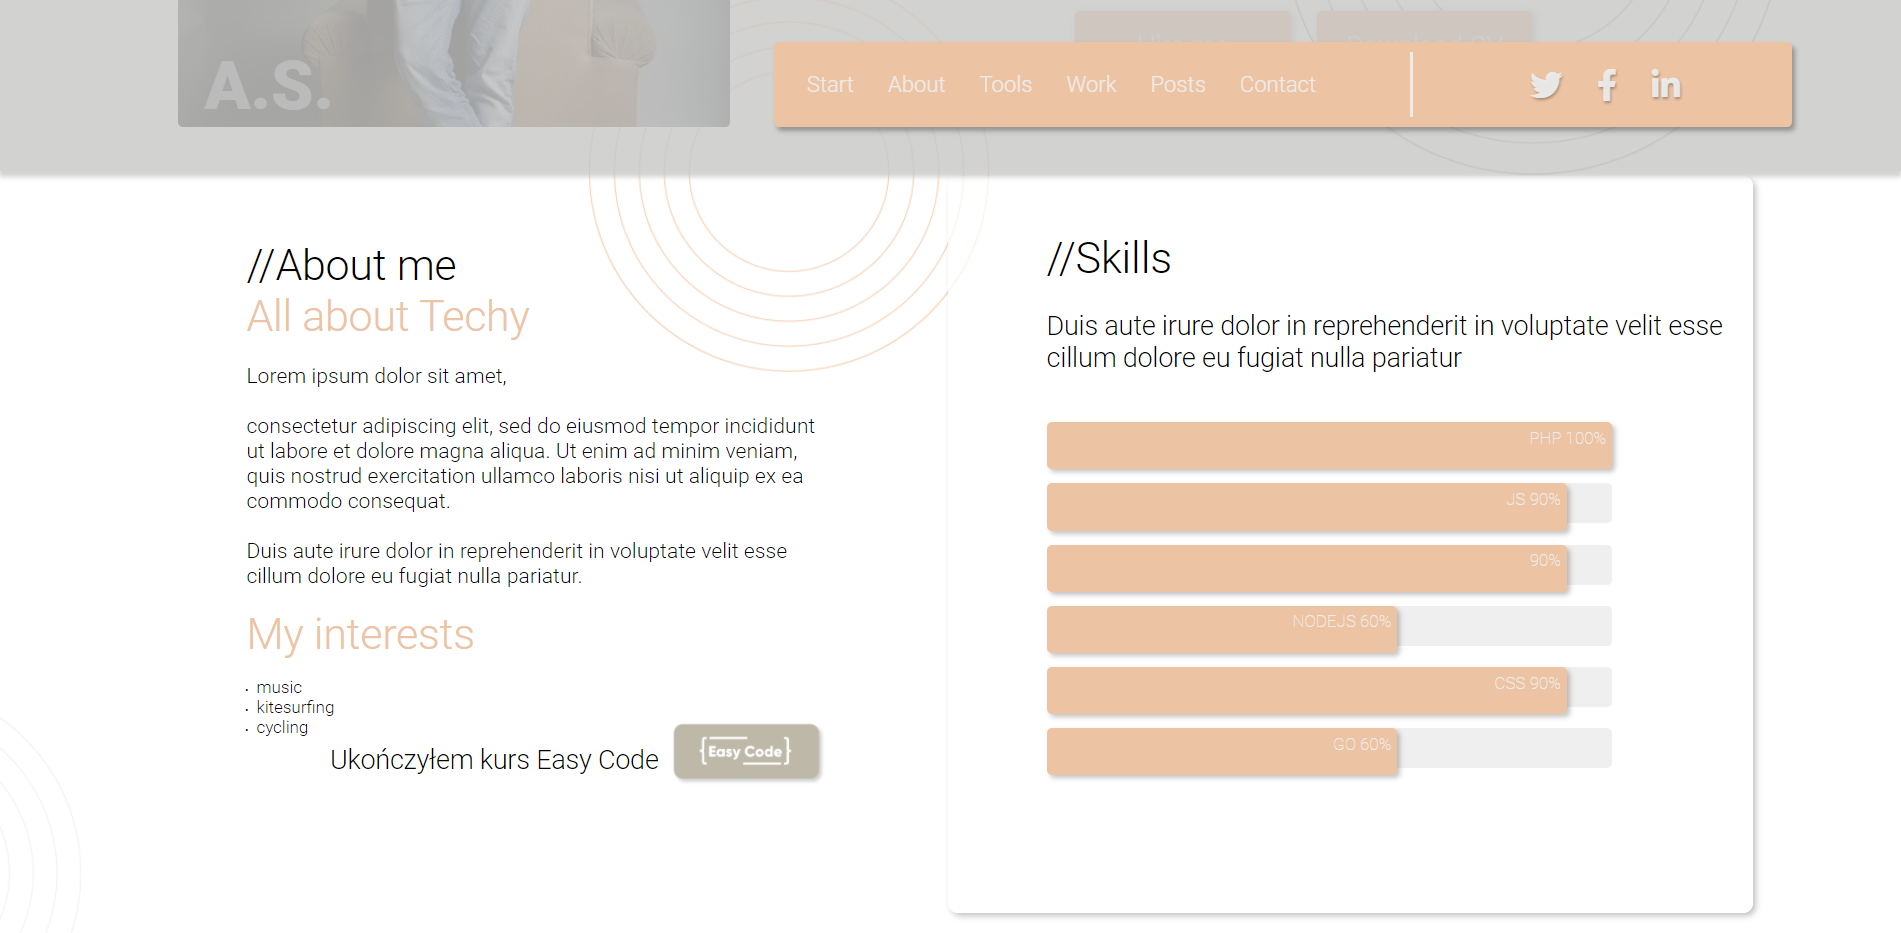 A.S.
Start About Tools Work Posts Contact
//About me
All about Techy
Lorem ipsum dolor sit amet,
consectetur adipiscing elit, sed do eiusmod tempor incididunt
ut labore et dolore magna aliqua. Ut enim ad minim veniam,
quis nostrud exercitation ullamco laboris nisi ut aliquip ex ea
commodo consequat.
Duis aute irure dolor in reprehenderit in voluptate velit esse
cillum dolore eu fugiat nulla pariatur.
My interests
• music
• kitesurfing
• cycling
Ukończyłem kurs Easy Code
{Easy Code}
//Skills
Duis aute irure dolor in reprehenderit in voluptate velit esse
cillum dolore eu fugiat nulla pariatur
PHP 100%
JS 90%
90%
NODEJS 60%
CSS 90%
GO 60%